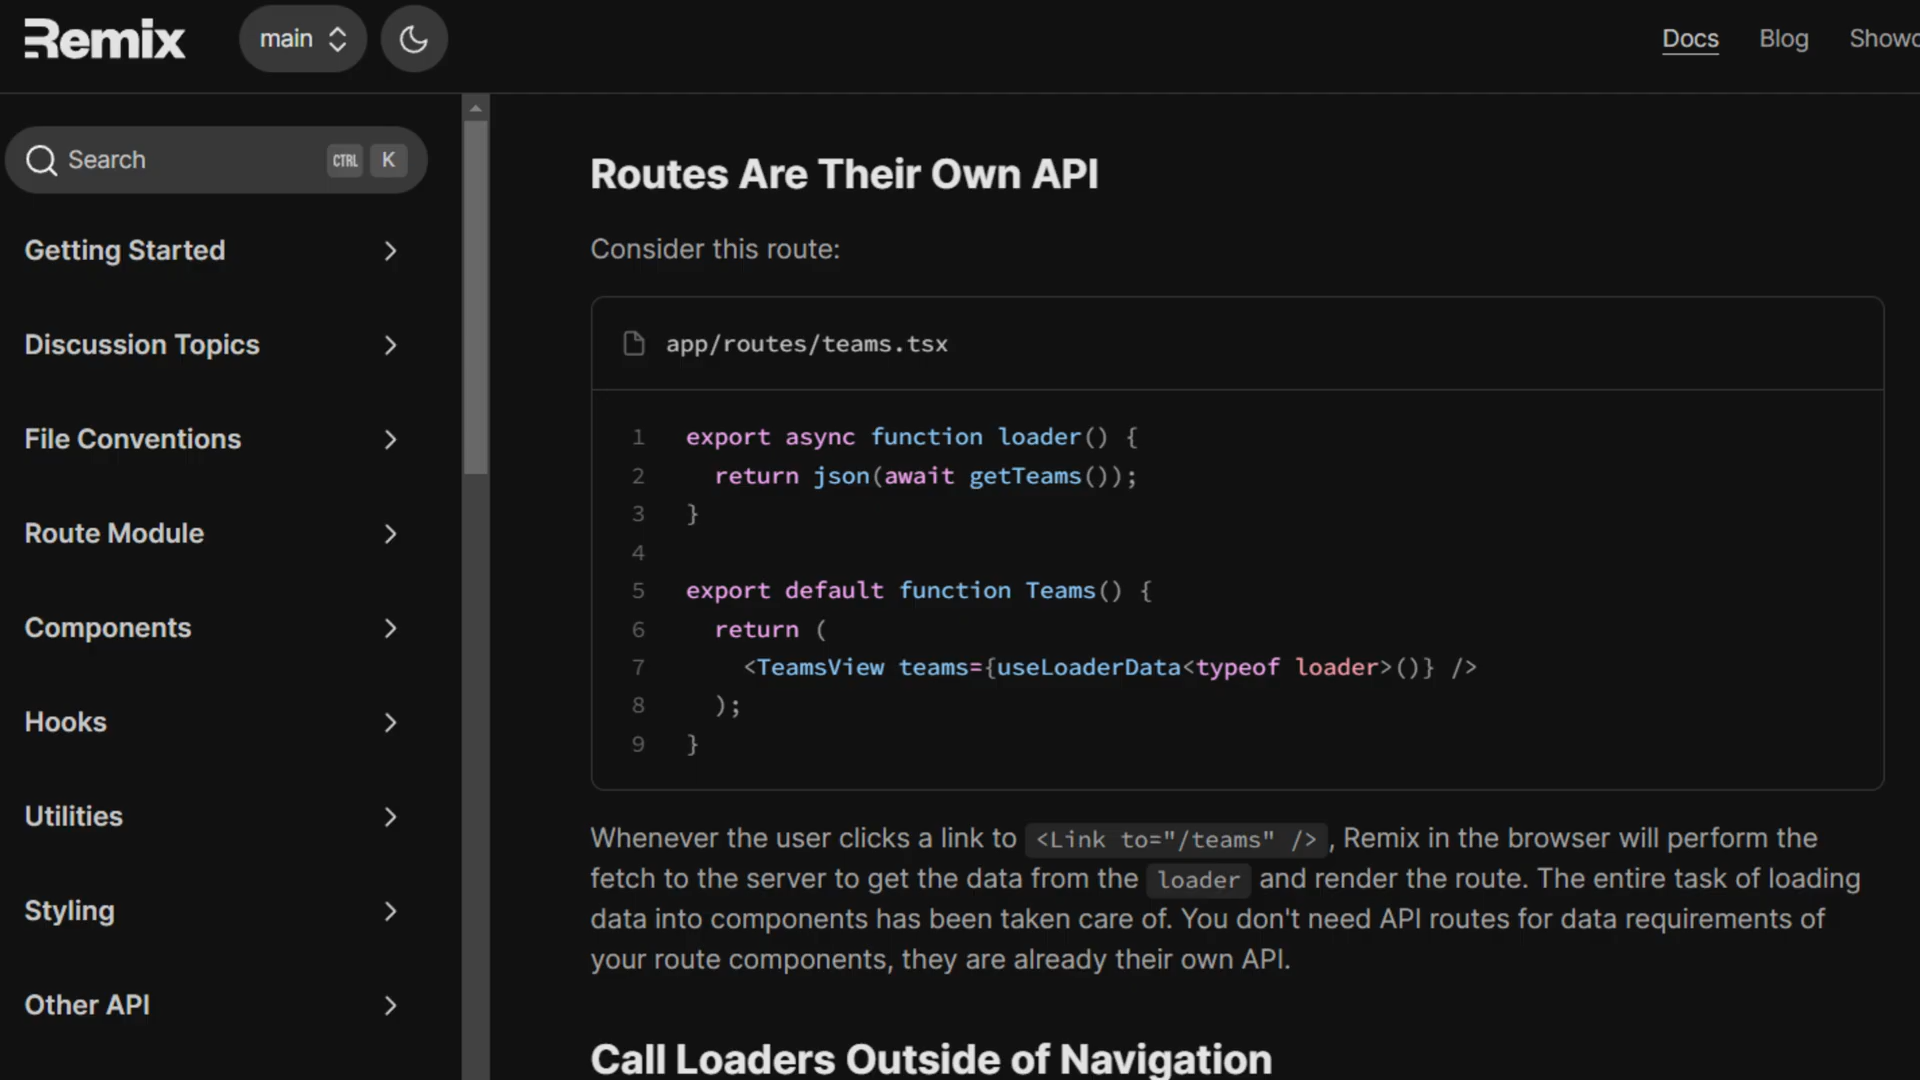 Remix
main
Docs Blog Showc
Search CTRL K
Getting Started
Discussion Topics
File Conventions
Route Module
Components
Hooks
Utilities
Styling
Other API
Routes Are Their Own API
Consider this route:
app/routes/teams.tsx
1 export async function loader() {
2   return json(await getTeams());
3 }
4
5 export default function Teams() {
6   return (
7     <TeamsView teams={useLoaderData<typeof loader>()} />
8   );
9 }
Whenever the user clicks a link to <Link to="/teams" />, Remix in the browser will perform the
fetch to the server to get the data from the loader and render the route. The entire task of loading
data into components has been taken care of. You don't need API routes for data requirements of
your route components, they are already their own API.
Call Loaders Outside of Navigation